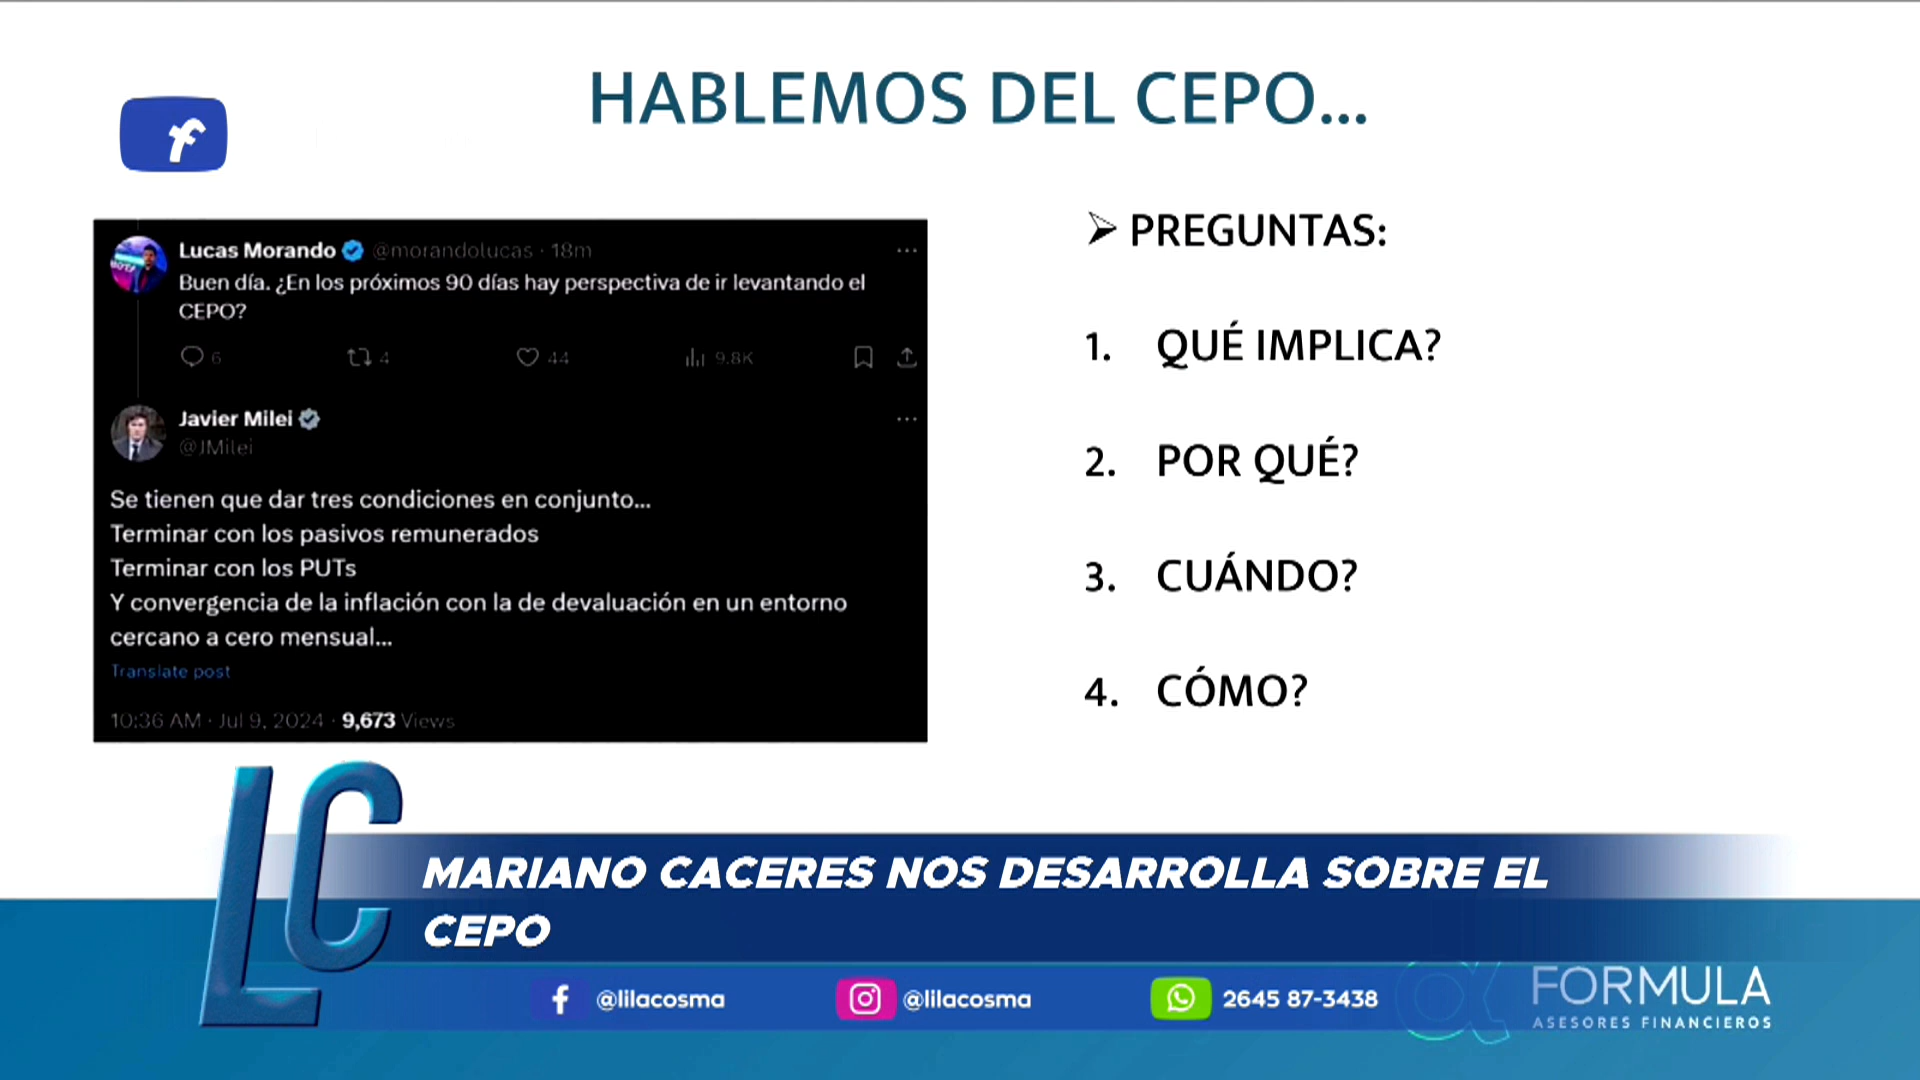 HABLEMOS DEL CEPO...
f
Lucas Morando @morandolucas · 18m
Buen día. ¿En los próximos 90 días hay perspectiva de ir levantando el
CEPO?
6 4 44 9.8K
Javier Milei
@JMilei
Se tienen que dar tres condiciones en conjunto...
Terminar con los pasivos remunerados
Terminar con los PUTs
Y convergencia de la inflación con la de devaluación en un entorno
cercano a cero mensual...
Translate post
10:36 AM · Jul 9, 2024 · 9,673 Views
PREGUNTAS:
1. QUÉ IMPLICA?
2. POR QUÉ?
3. CUÁNDO?
4. CÓMO?
LC
MARIANO CACERES NOS DESARROLLA SOBRE EL
CEPO
@lilacosma @lilacosma 2645 87-3438
FORMULA
ASESORES FINANCIEROS